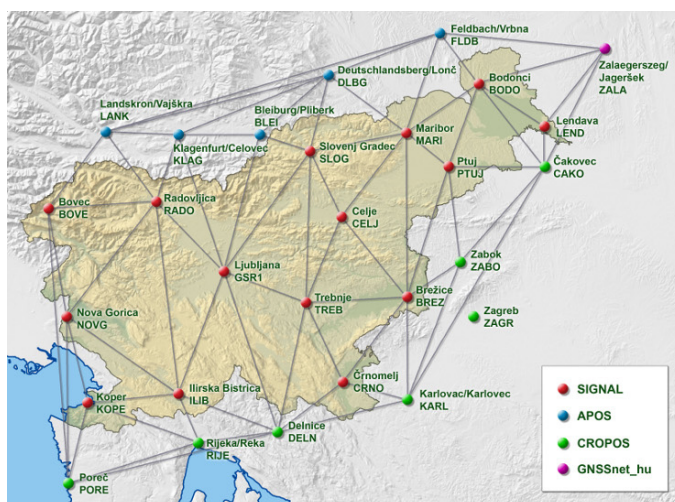 Feldbach/Vrbna
FLDB
Zalaegerszeg/
Jageršek
ZALA
Deutschlandsberg/Lonč
DLBG
Bodonci
BODO
Landskron/Vajškra
LANK
Bleiburg/Pliberk
BLEI
Lendava
LEND
Klagenfurt/Celovec
KLAG
Maribor
MARI
Slovenj Gradec
SLOG
Ptuj
PTUJ
Čakovec
CAKO
Bovec
BOVE
Radovljica
RADO
Celje
CELJ
Zabok
ZABO
Ljubljana
GSR1
Trebnje
TREB
Brežice
BREZ
Nova Gorica
NOVG
Zagreb
ZAGR
Črnomelj
CRNO
Ilirska Bistrica
ILIB
Koper
KOPE
Karlovac/Karlovec
KARL
Delnice
DELN
Rijeka/Reka
RIJE
Poreč
PORE
SIGNAL
APOS
CROPOS
GNSSnet_hu